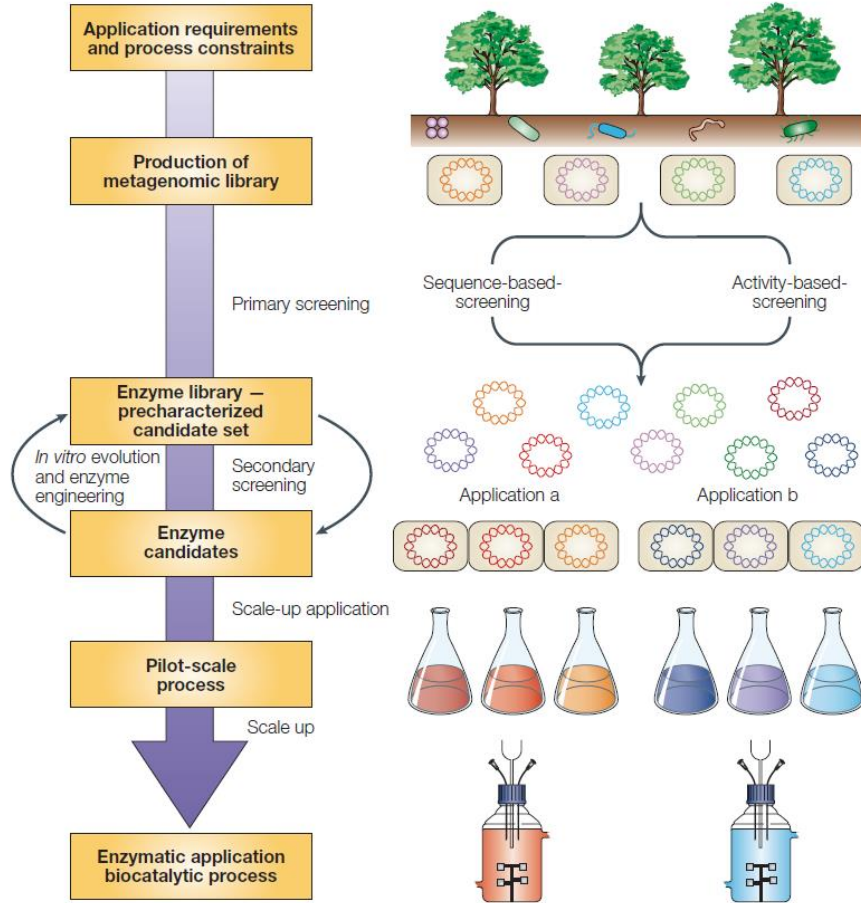 Application requirements
and process constraints
Production of
metagenomic library
Primary screening
Sequence-based-
screening
Activity-based-
screening
Enzyme library —
precharacterized
candidate set
In vitro evolution
and enzyme
engineering
Secondary
screening
Application a
Application b
Enzyme
candidates
Scale-up application
Pilot-scale
process
Scale up
Enzymatic application
biocatalytic process